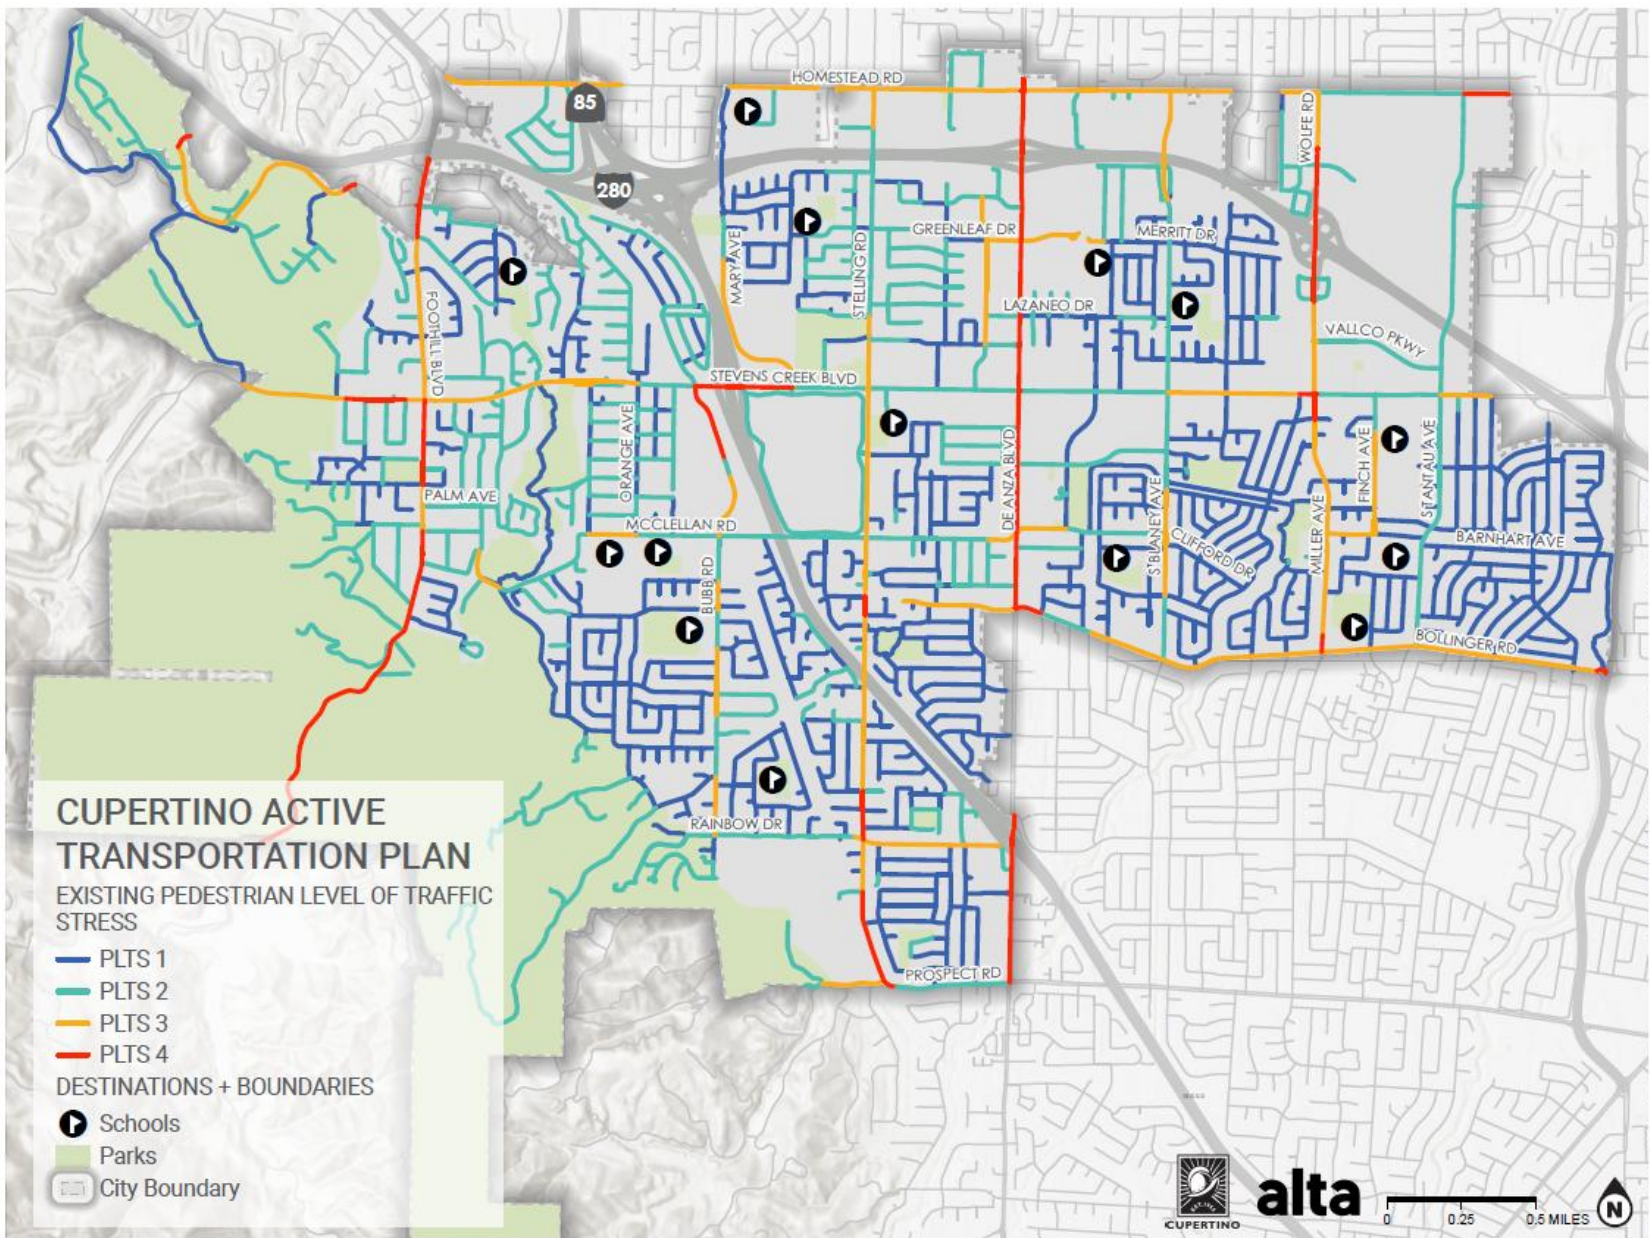 HOMESTEAD RD
85
WOLFE RD
280
GREENLEAF DR
MERRITT DR
MARY AVE
STELLING RD
FOOTHILL BLVD
LAZANEO DR
VALLCO PKWY
STEVENS CREEK BLVD
ORANGE AVE
DE ANZA BLVD
FINCH AVE
S TANTAU AVE
PALM AVE
S BLANEY AVE
MILLER AVE
MCCLELLAN RD
CLIFFORD DR
BARNHART AVE
BUBB RD
BOLLINGER RD
RAINBOW DR
PROSPECT RD
CUPERTINO ACTIVE
TRANSPORTATION PLAN
EXISTING PEDESTRIAN LEVEL OF TRAFFIC
STRESS
PLTS 1
PLTS 2
PLTS 3
PLTS 4
DESTINATIONS + BOUNDARIES
Schools
Parks
City Boundary
CUPERTINO
alta
0 0.25 0.5 MILES
N